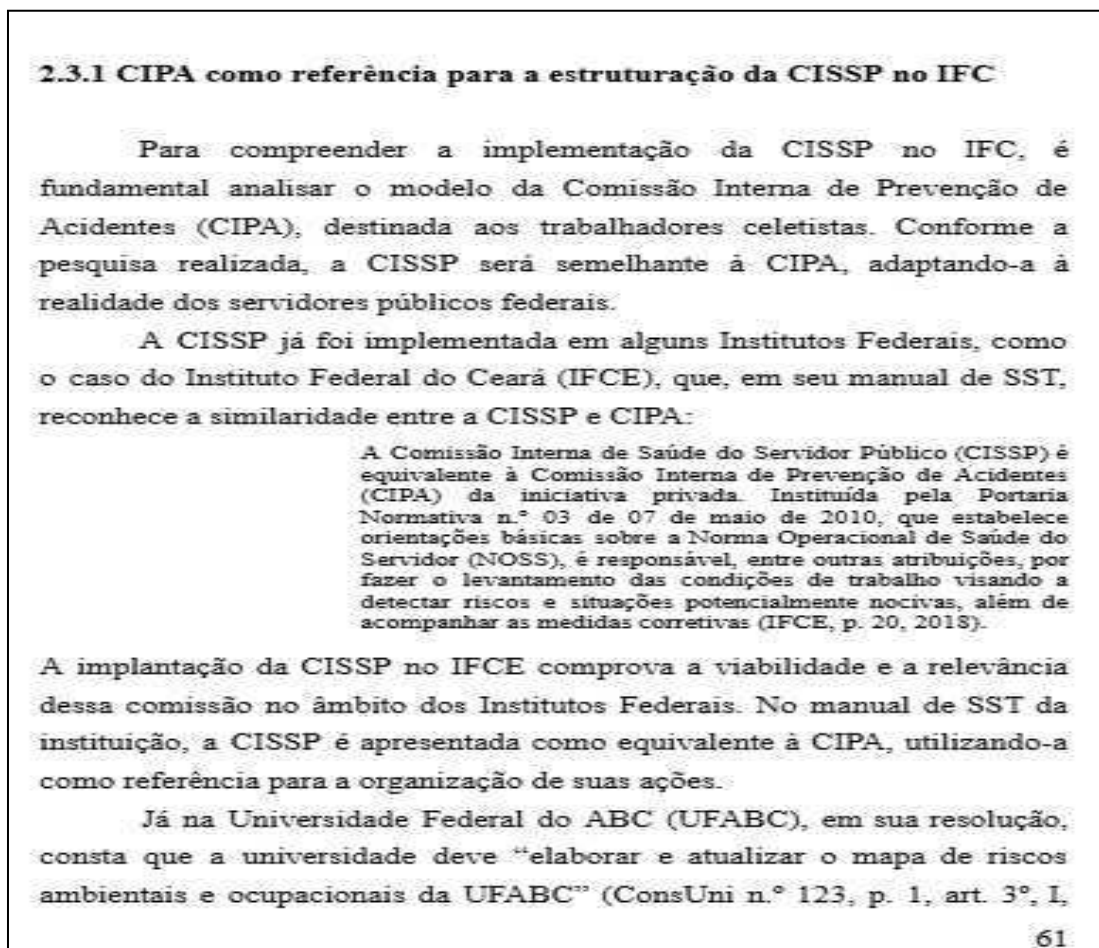 2.3.1 CIPA como referência para a estruturação da CISSP no IFC
Para compreender a implementação da CISSP no IFC, é
fundamental analisar o modelo da Comissão Interna de Prevenção de
Acidentes (CIPA), destinada aos trabalhadores celetistas. Conforme a
pesquisa realizada, a CISSP será semelhante à CIPA, adaptando-a à
realidade dos servidores públicos federais.
A CISSP já foi implementada em alguns Institutos Federais, como
o caso do Instituto Federal do Ceará (IFCE), que, em seu manual de SST,
reconhece a similaridade entre a CISSP e CIPA:
A Comissão Interna de Saúde do Servidor Público (CISSP) é
equivalente à Comissão Interna de Prevenção de Acidentes
(CIPA) da iniciativa privada. Instituída pela Portaria
Normativa n.º 03 de 07 de maio de 2010, que estabelece
orientações básicas sobre a Norma Operacional de Saúde do
Servidor (NOSS), é responsável, entre outras atribuições, por
fazer o levantamento das condições de trabalho visando a
detectar riscos e situações potencialmente nocivas, além de
acompanhar as medidas corretivas (IFCE, p. 20, 2018).
A implantação da CISSP no IFCE comprova a viabilidade e a relevância
dessa comissão no âmbito dos Institutos Federais. No manual de SST da
instituição, a CISSP é apresentada como equivalente à CIPA, utilizando-a
como referência para a organização de suas ações.
Já na Universidade Federal do ABC (UFABC), em sua resolução,
consta que a universidade deve “elaborar e atualizar o mapa de riscos
ambientais e ocupacionais da UFABC” (ConsUni n.º 123, p. 1, art. 3º, I,
61